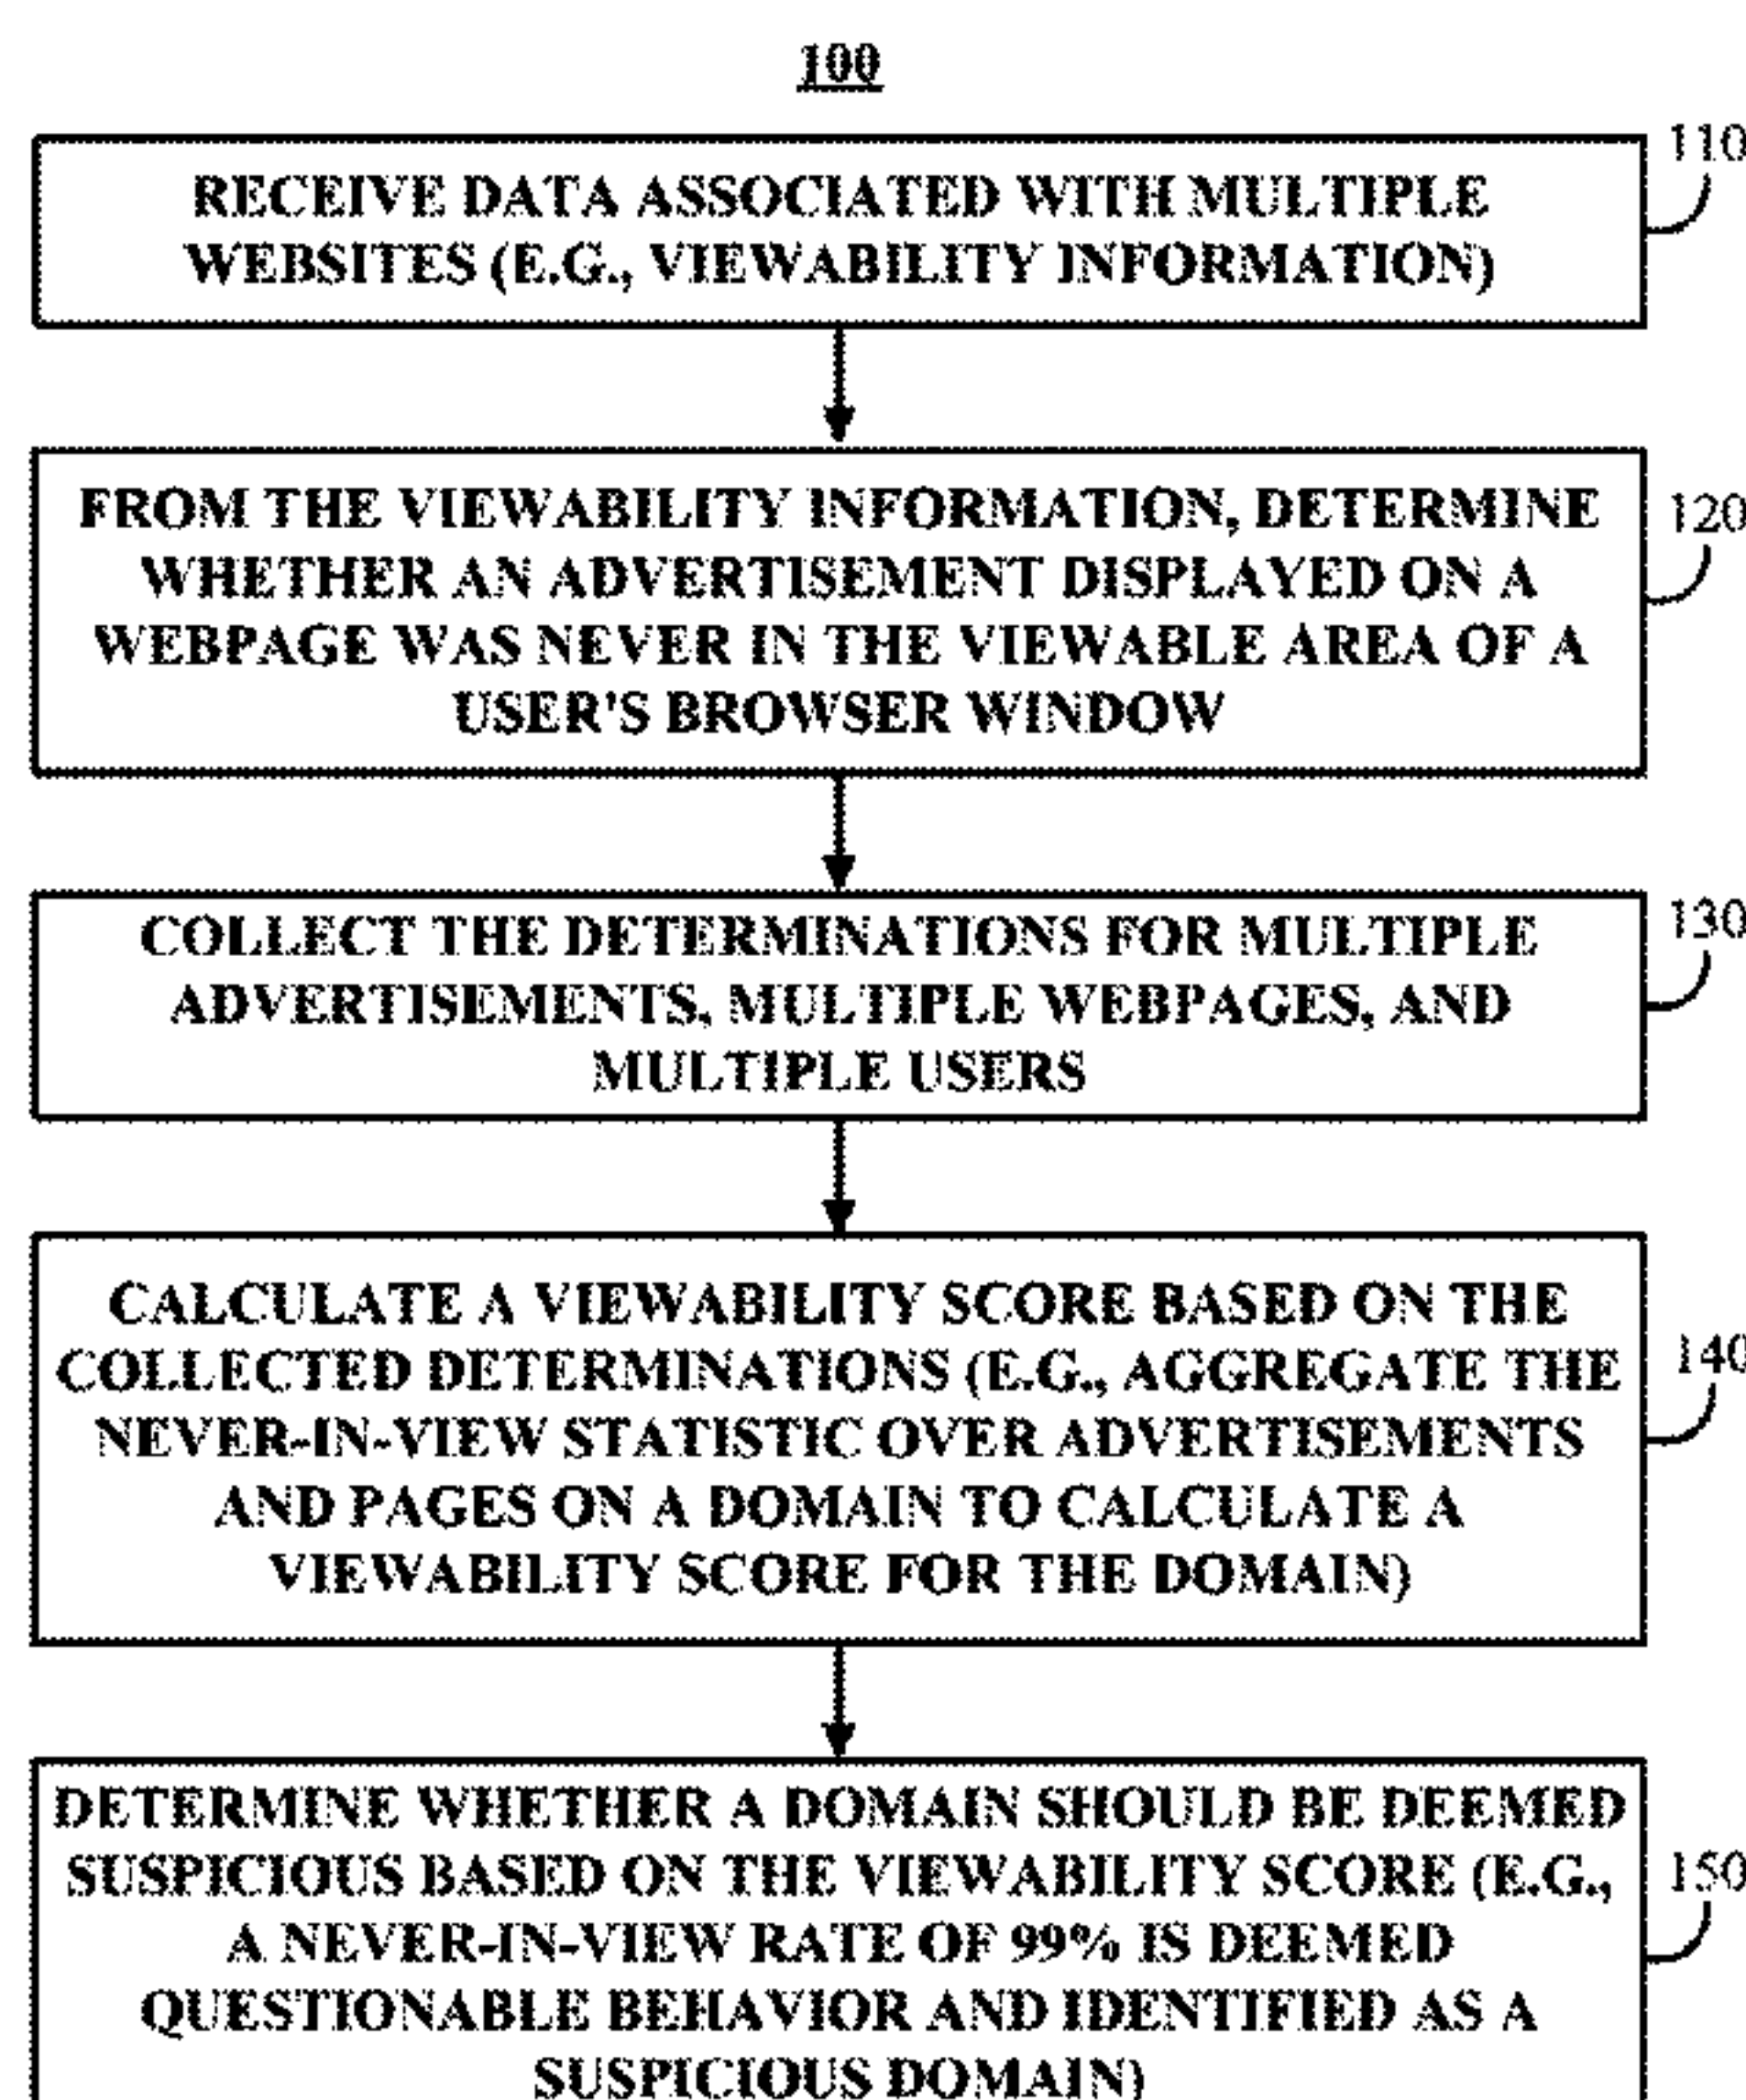 100
110
RECEIVE DATA ASSOCIATED WITH MULTIPLE
WEBSITES (E.G., VIEWABILITY INFORMATION)
120
FROM THE VIEWABILITY INFORMATION, DETERMINE
WHETHER AN ADVERTISEMENT DISPLAYED ON A
WEBPAGE WAS NEVER IN THE VIEWABLE AREA OF A
USER'S BROWSER WINDOW
130
COLLECT THE DETERMINATIONS FOR MULTIPLE
ADVERTISEMENTS, MULTIPLE WEBPAGES, AND
MULTIPLE USERS
140
CALCULATE A VIEWABILITY SCORE BASED ON THE
COLLECTED DETERMINATIONS (E.G., AGGREGATE THE
NEVER-IN-VIEW STATISTIC OVER ADVERTISEMENTS
AND PAGES ON A DOMAIN TO CALCULATE A
VIEWABILITY SCORE FOR THE DOMAIN)
150
DETERMINE WHETHER A DOMAIN SHOULD BE DEEMED
SUSPICIOUS BASED ON THE VIEWABILITY SCORE (E.G.,
A NEVER-IN-VIEW RATE OF 99% IS DEEMED
QUESTIONABLE BEHAVIOR AND IDENTIFIED AS A
SUSPICIOUS DOMAIN)